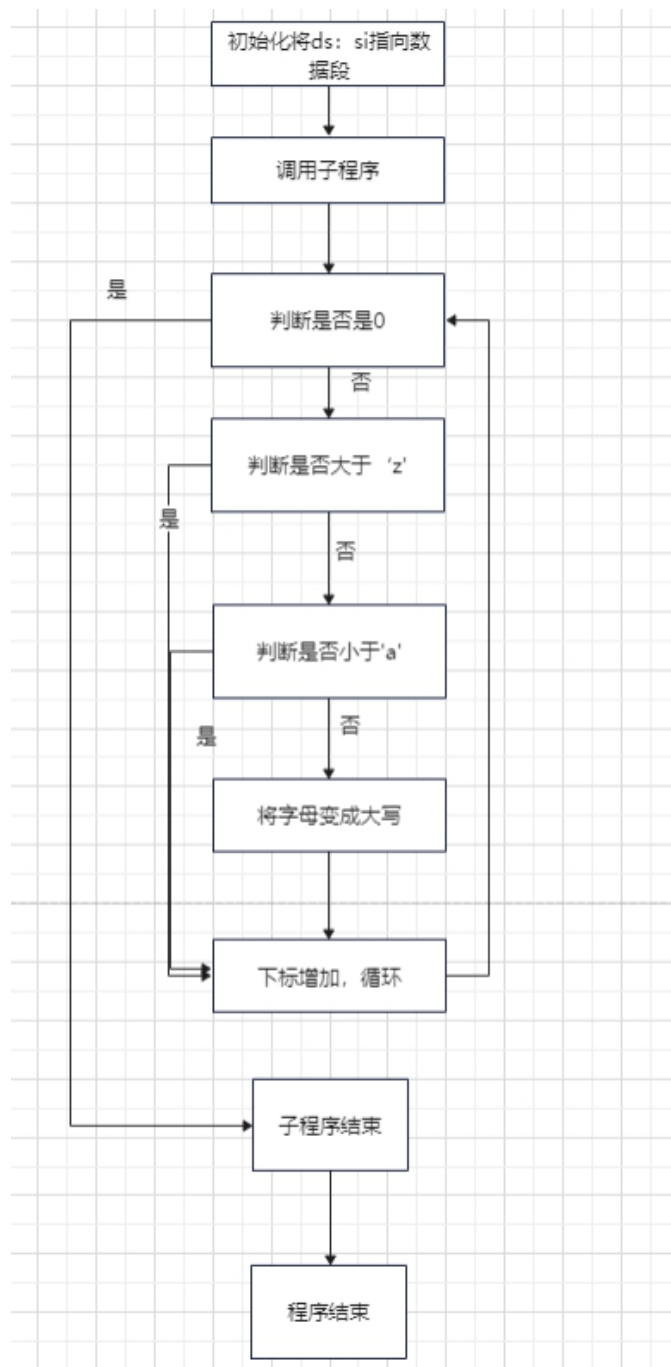 初始化将ds：si指向数
据段
调用子程序
是
判断是否是0
否
判断是否大于 ‘z'
是
否
判断是否小于'a'
否
是
将字母变成大写
下标增加，循环
子程序结束
程序结束